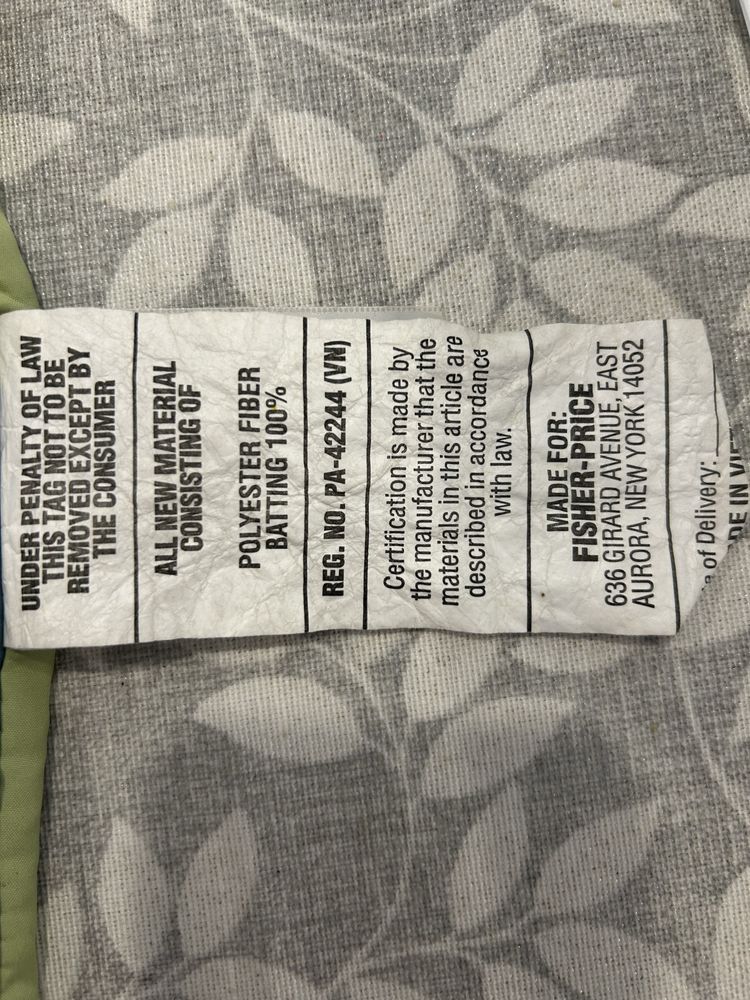 UNDER PENALTY OF LAW
THIS TAG NOT TO BE
REMOVED EXCEPT BY
THE CONSUMER
ALL NEW MATERIAL
CONSISTING OF
POLYESTER FIBER
BATTING 100%
REG. NO. PA-42244 (VN)
Certification is made by
the manufacturer that the
materials in this article are
described in accordance
with law.
MADE FOR:
FISHER-PRICE
636 GIRARD AVENUE, EAST
AURORA, NEW YORK 14052
of Delivery:
IN